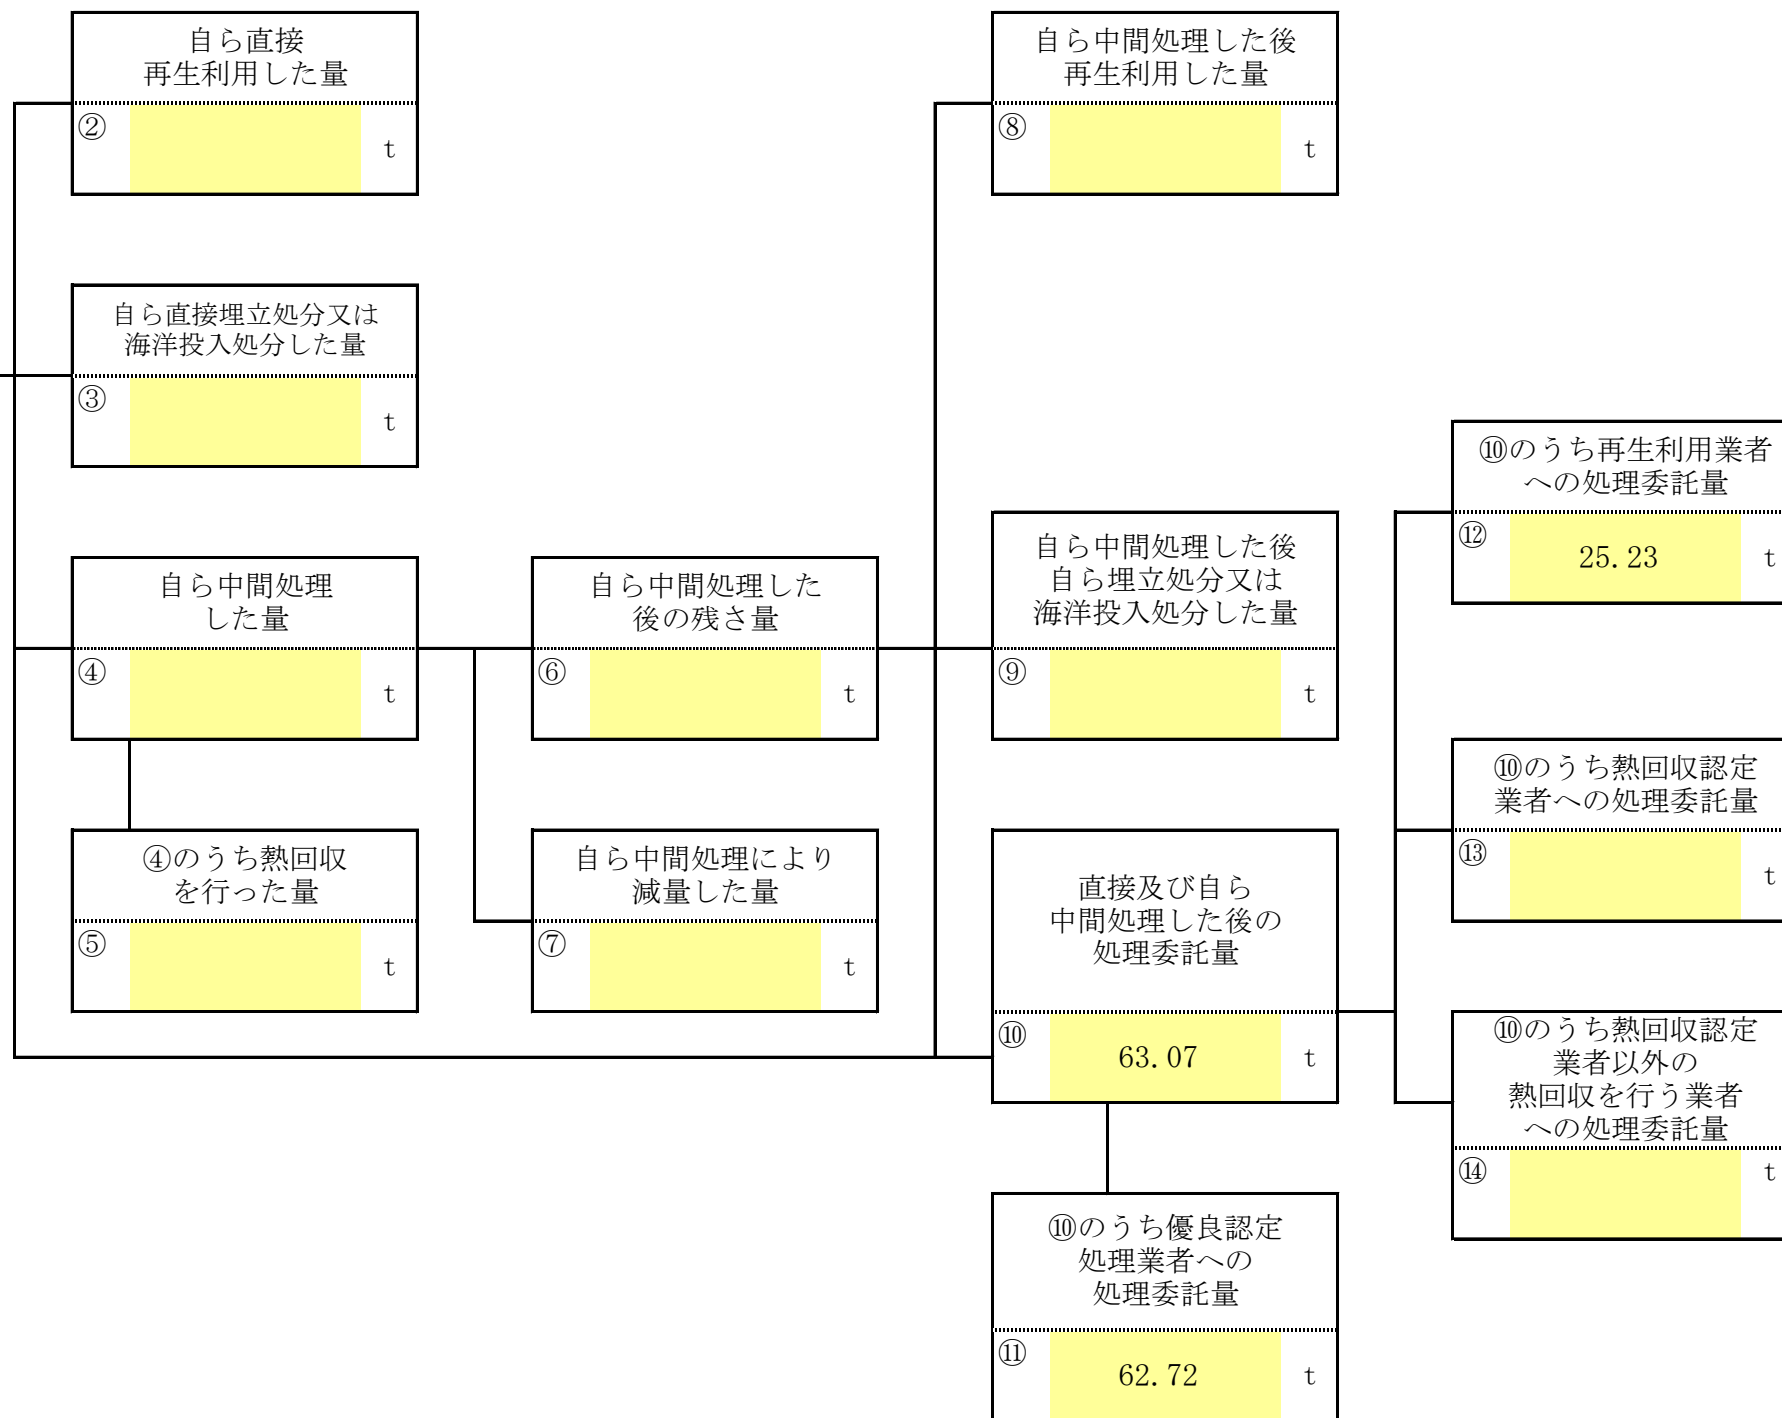 自ら直接
再生利用した量
②
t
自ら中間処理した後
再生利用した量
⑧
t
自ら直接埋立処分又は
海洋投入処分した量
③
t
⑩のうち再生利用業者
への処理委託量
⑫
25.23
t
自ら中間処理
した量
④
t
自ら中間処理した
後の残さ量
⑥
t
自ら中間処理した後
自ら埋立処分又は
海洋投入処分した量
⑨
t
⑩のうち熱回収認定
業者への処理委託量
⑬
t
④のうち熱回収
を行った量
⑤
t
自ら中間処理により
減量した量
⑦
t
直接及び自ら
中間処理した後の
処理委託量
⑩
63.07
t
⑩のうち熱回収認定
業者以外の
熱回収を行う業者
への処理委託量
⑭
t
⑩のうち優良認定
処理業者への
処理委託量
⑪
62.72
t